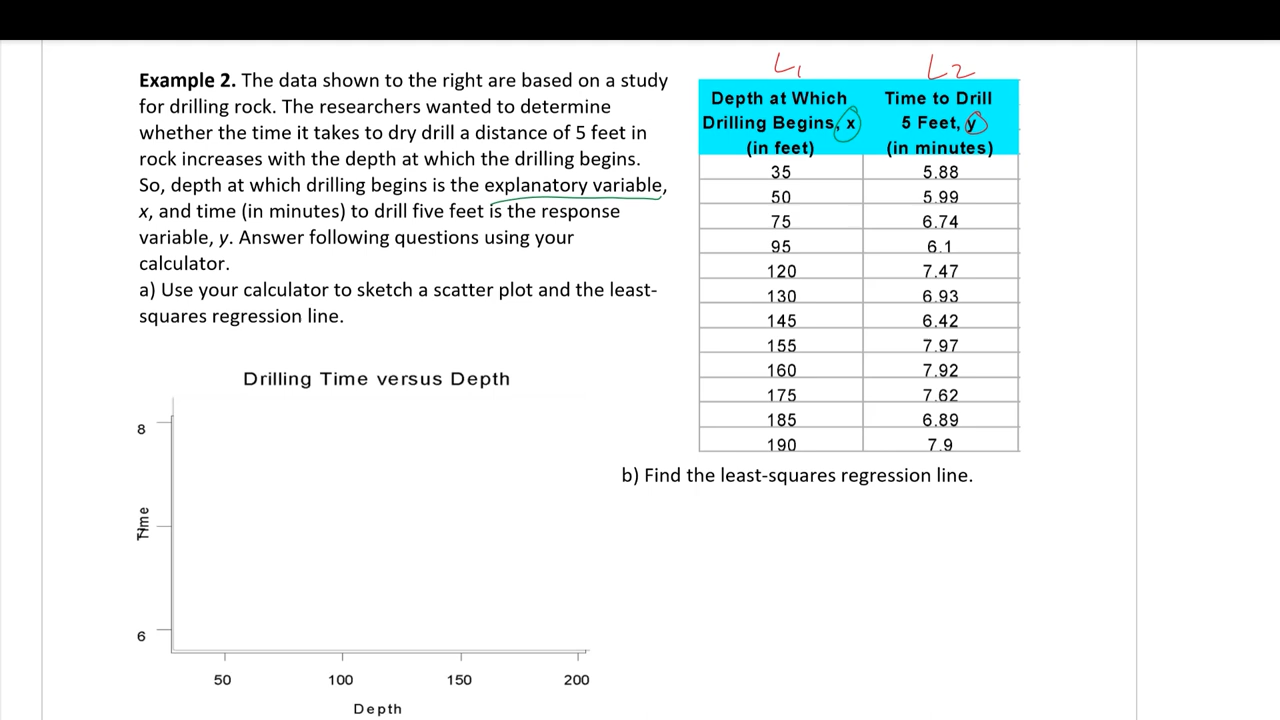 Example 2. The data shown to the right are based on a study
for drilling rock. The researchers wanted to determine
whether the time it takes to dry drill a distance of 5 feet in
rock increases with the depth at which the drilling begins.
So, depth at which drilling begins is the explanatory variable,
x, and time (in minutes) to drill five feet is the response
variable, y. Answer following questions using your
calculator.
a) Use your calculator to sketch a scatter plot and the least-
squares regression line.
L1 L2
Depth at Which Time to Drill
Drilling Begins, x 5 Feet, y
(in feet) (in minutes)
35 5.88
50 5.99
75 6.74
95 6.1
120 7.47
130 6.93
145 6.42
155 7.97
160 7.92
175 7.62
185 6.89
190 7.9
b) Find the least-squares regression line.
Drilling Time versus Depth
8
7
Time
6
50 100 150 200
Depth